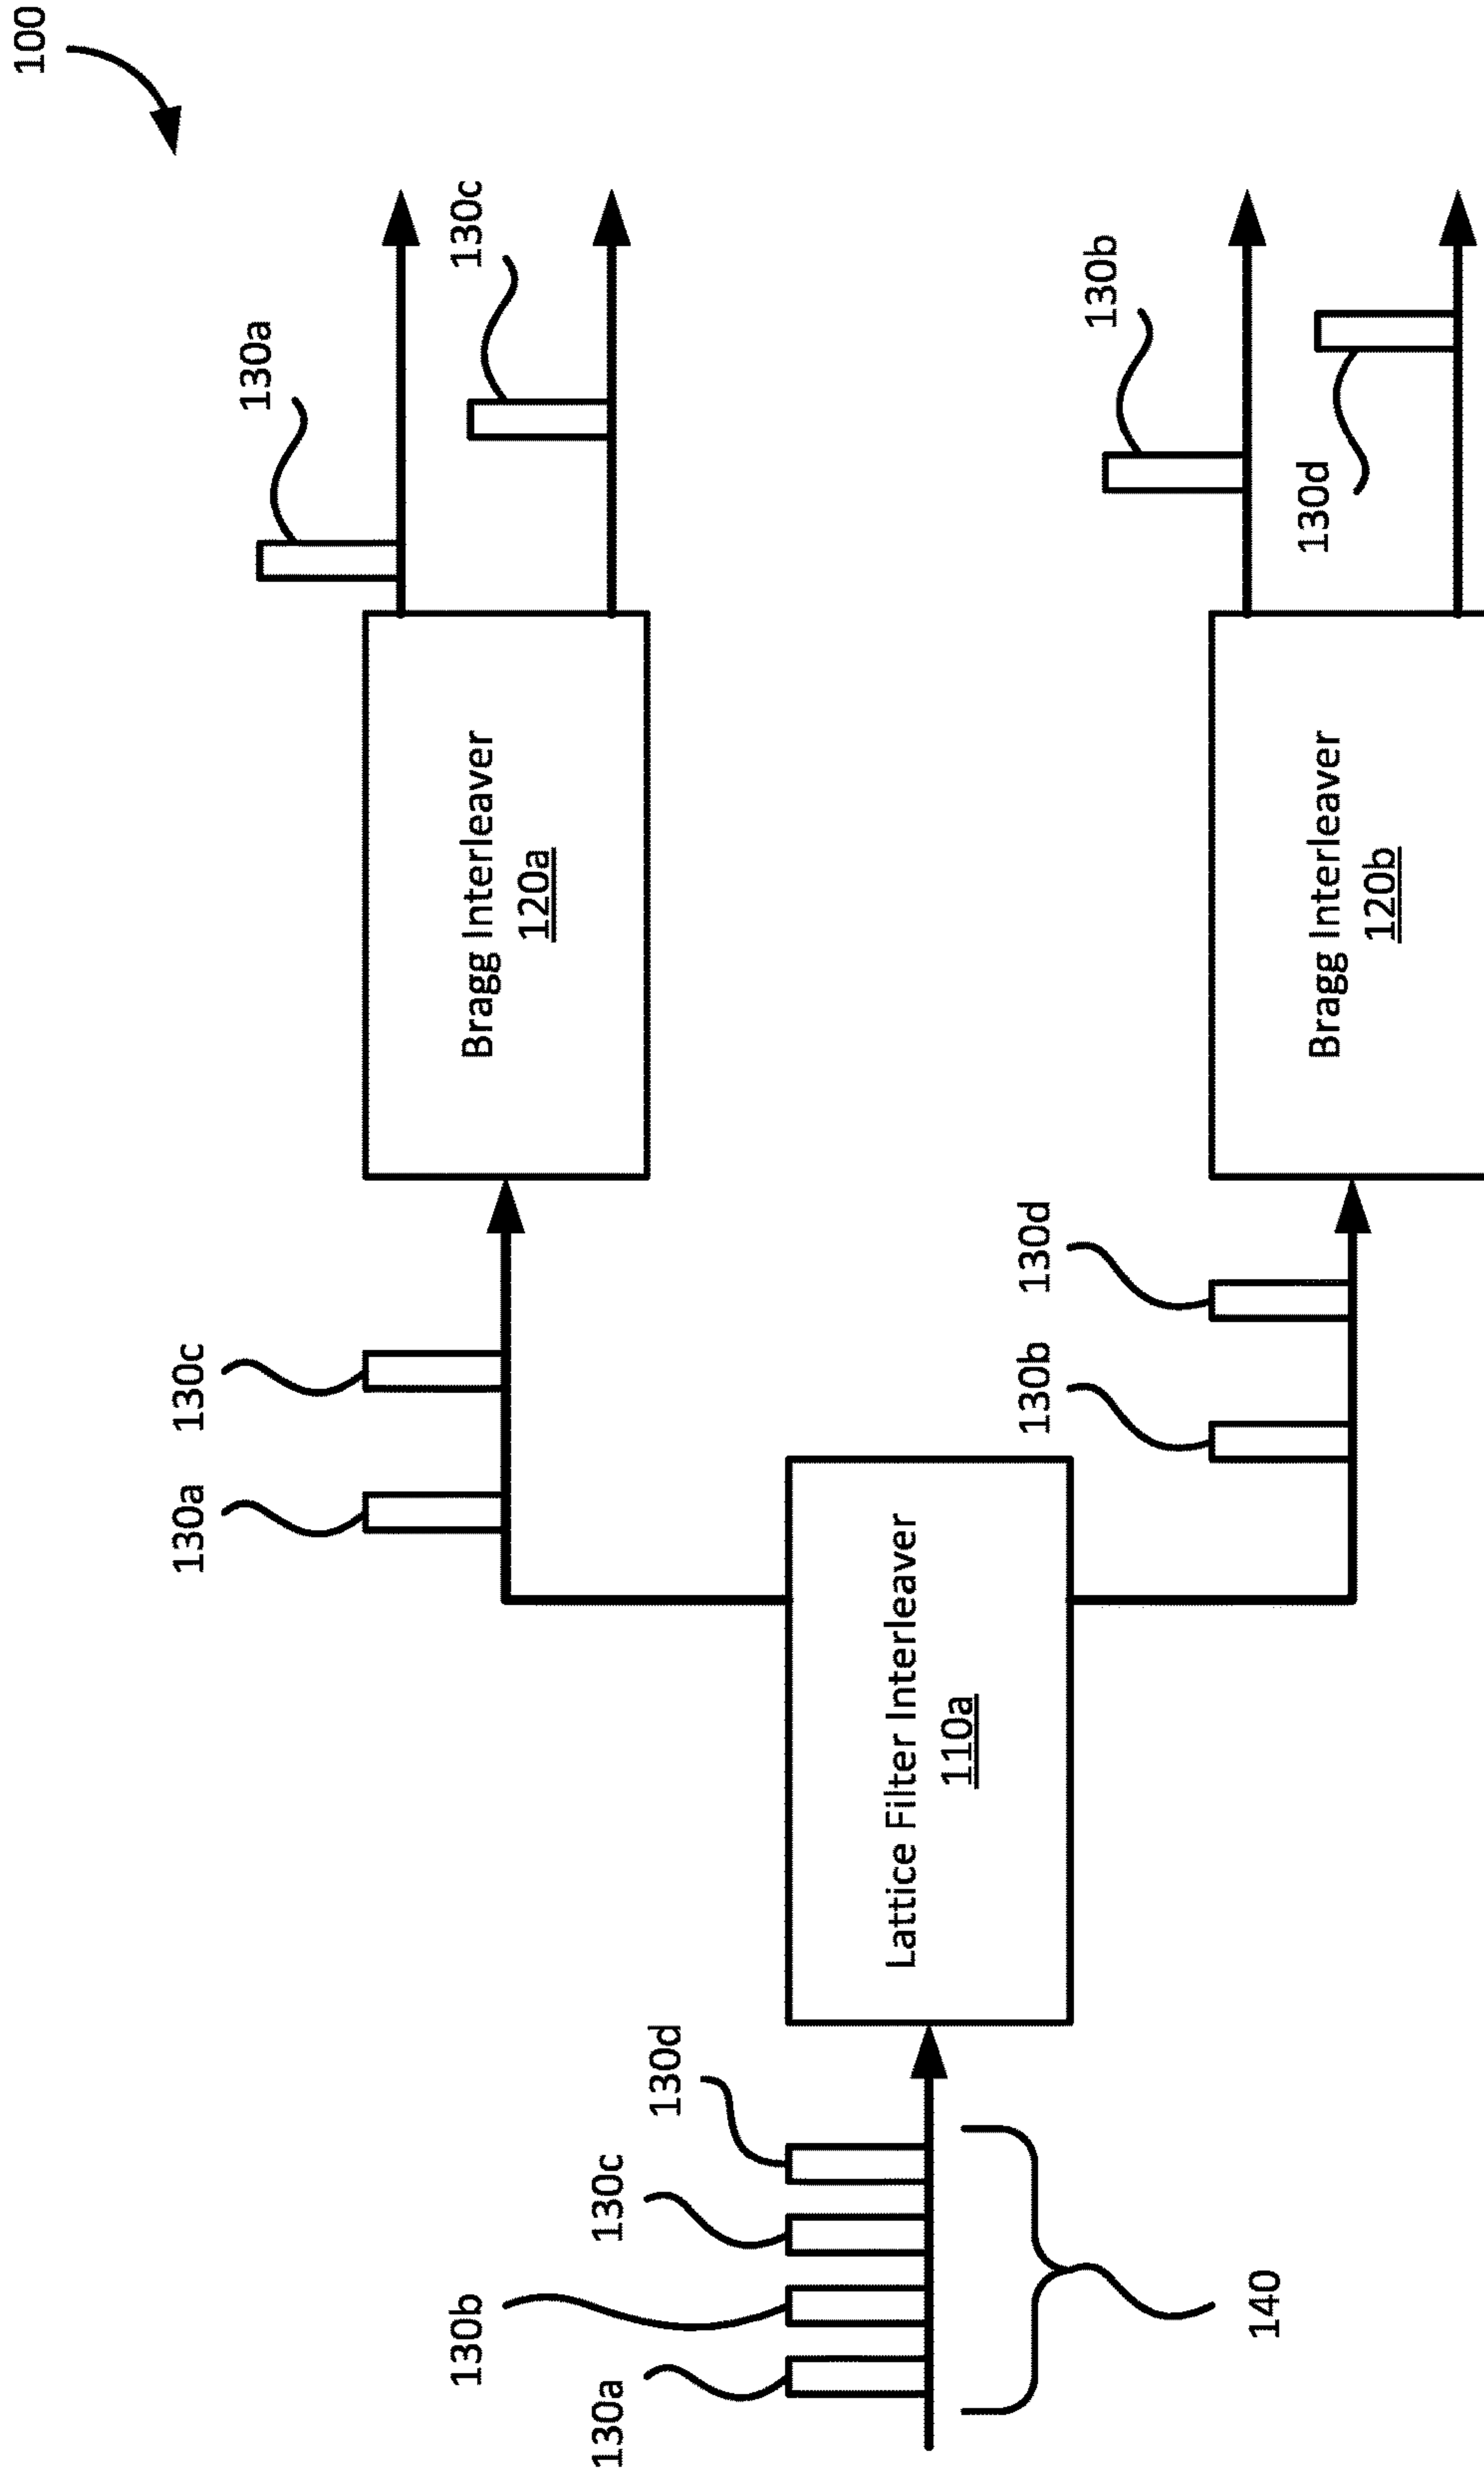 100
130a
130c
130a
130c
Bragg Interleaver
120a
130a
130b
130c
130d
Lattice Filter Interleaver
110a
140
130b
130d
Bragg Interleaver
120b
130b
130d